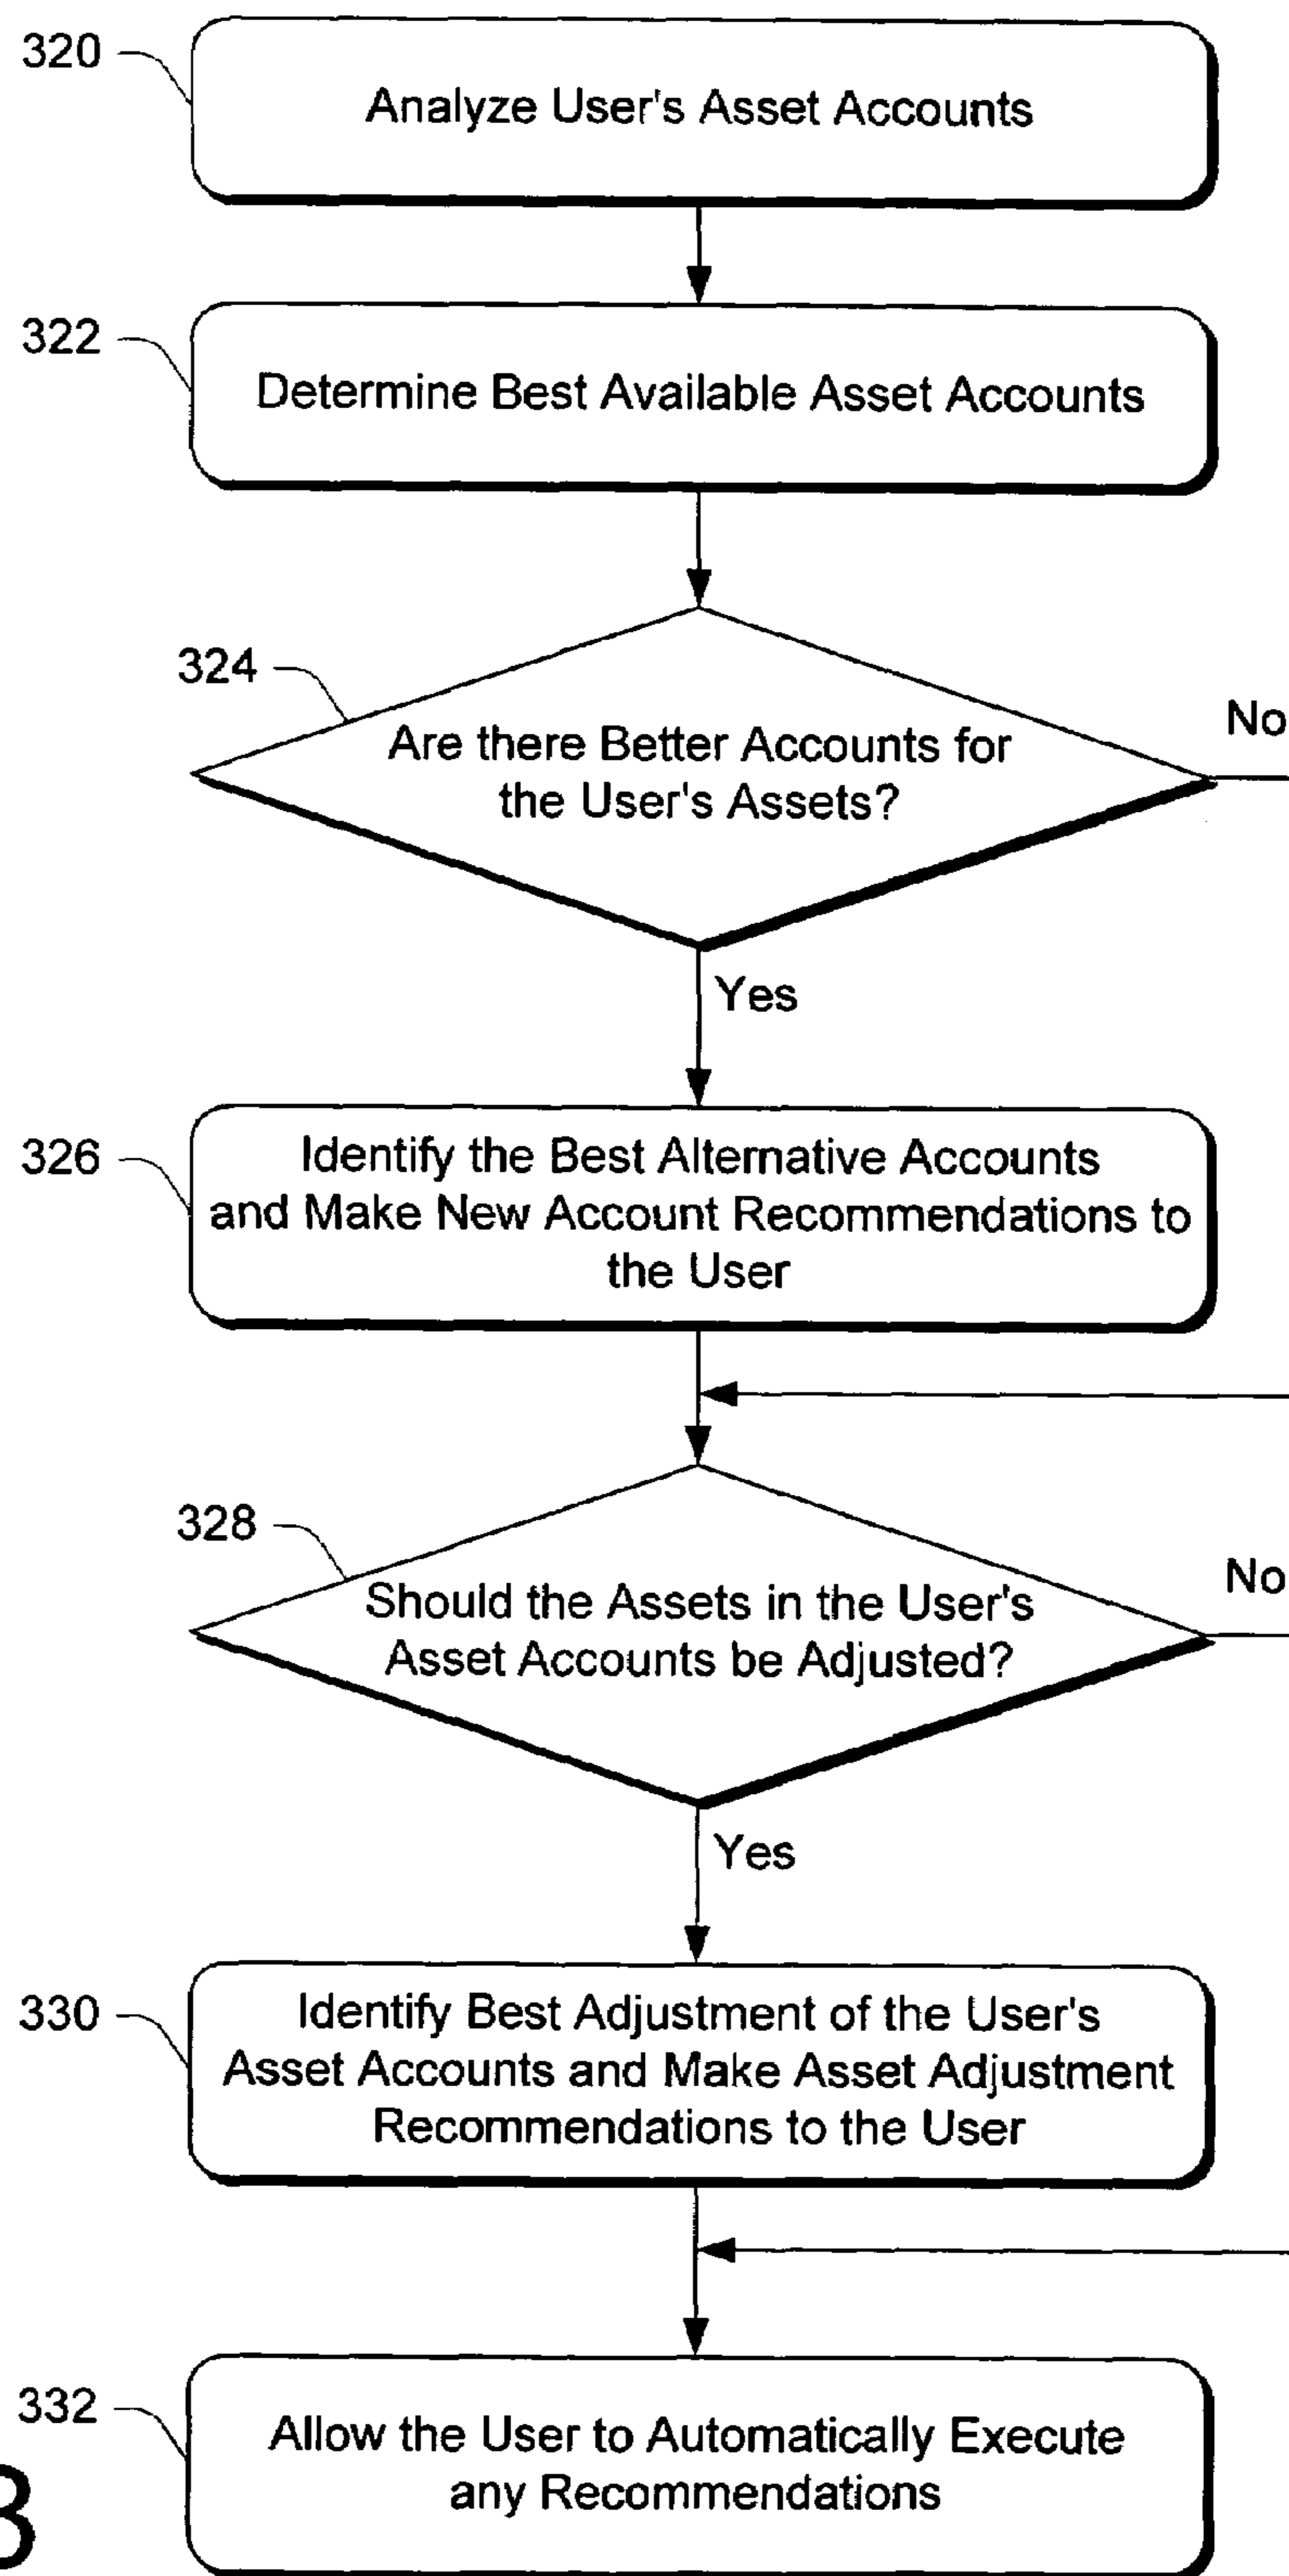 320
Analyze User's Asset Accounts
322
Determine Best Available Asset Accounts
324
Are there Better Accounts for
the User's Assets?
No
Yes
326
Identify the Best Alternative Accounts
and Make New Account Recommendations to
the User
328
Should the Assets in the User's
Asset Accounts be Adjusted?
No
Yes
330
Identify Best Adjustment of the User's
Asset Accounts and Make Asset Adjustment
Recommendations to the User
332
Allow the User to Automatically Execute
any Recommendations